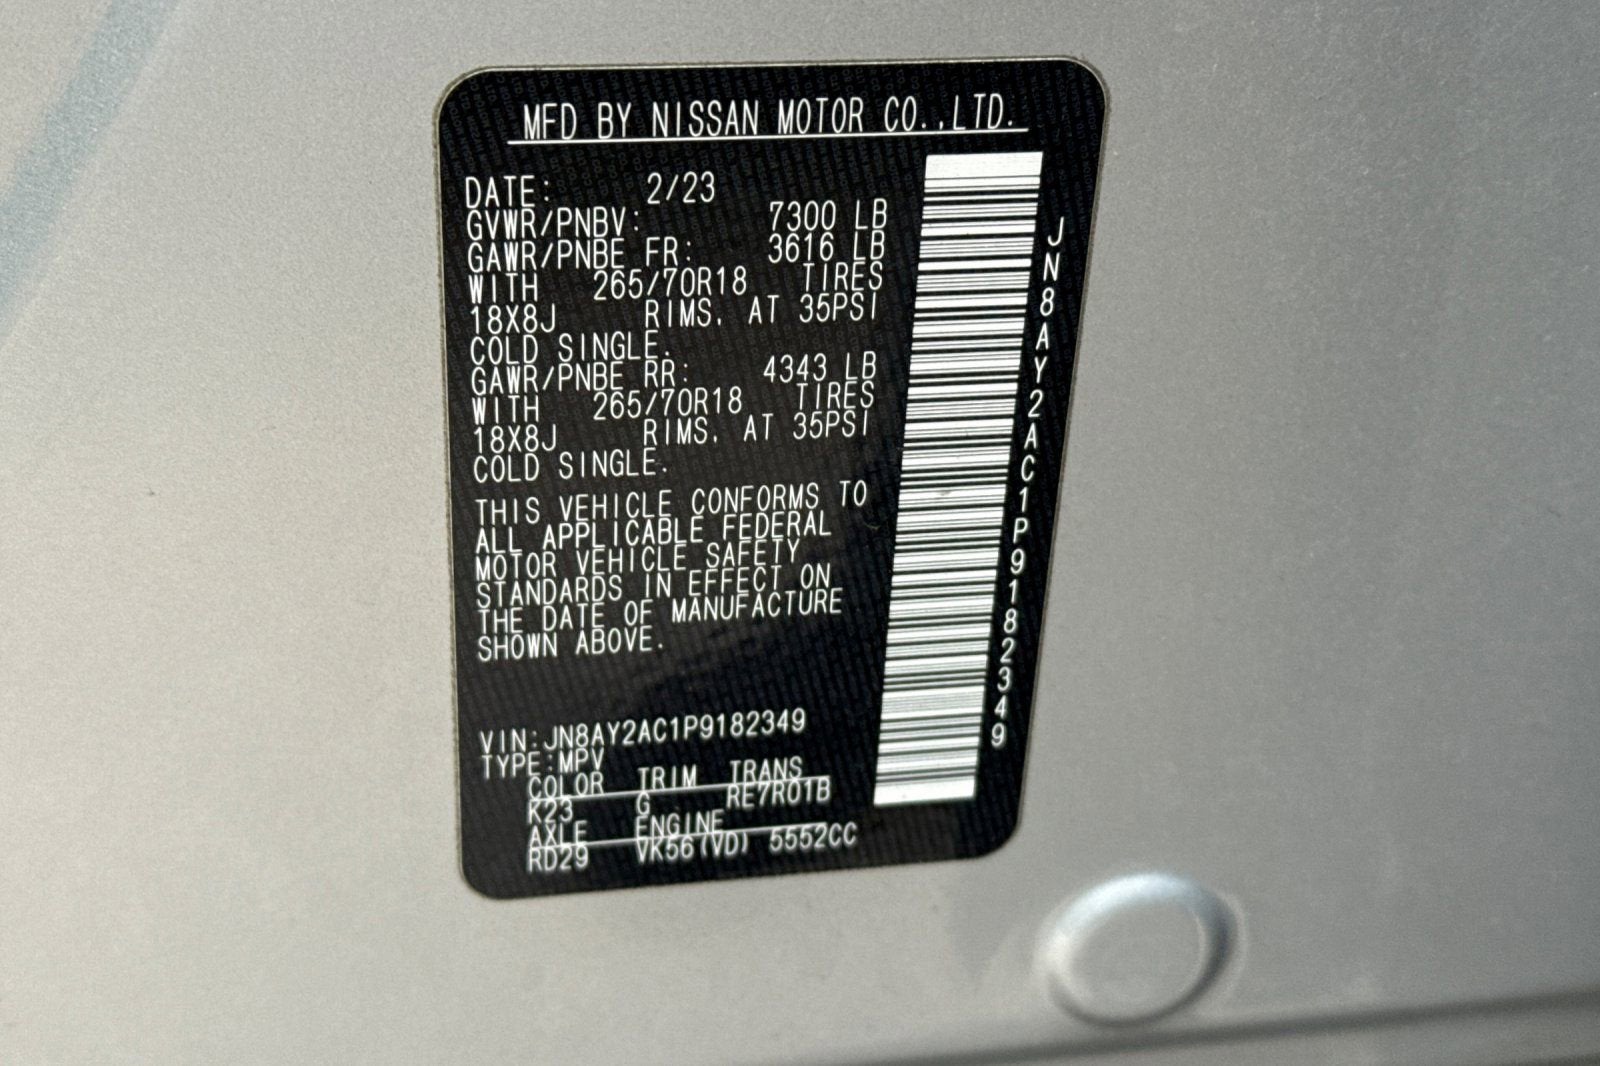 MFD BY NISSAN MOTOR CO.,LTD.
DATE: 2/23
GVWR/PNBV: 7300 LB
GAWR/PNBE FR: 3616 LB
WITH 265/70R18 TIRES
18X8J RIMS. AT 35PSI
COLD SINGLE.
GAWR/PNBE RR: 4343 LB
WITH 265/70R18 TIRES
18X8J RIMS. AT 35PSI
COLD SINGLE.
THIS VEHICLE CONFORMS TO
ALL APPLICABLE FEDERAL
MOTOR VEHICLE SAFETY
STANDARDS IN EFFECT ON
THE DATE OF MANUFACTURE
SHOWN ABOVE.
VIN:JN8AY2AC1P9182349
TYPE:MPV
COLOR TRIM TRANS
K23 G RE7R01B
AXLE ENGINE
RD29 VK56(VD) 5552CC
JN8AY2AC1P9182349